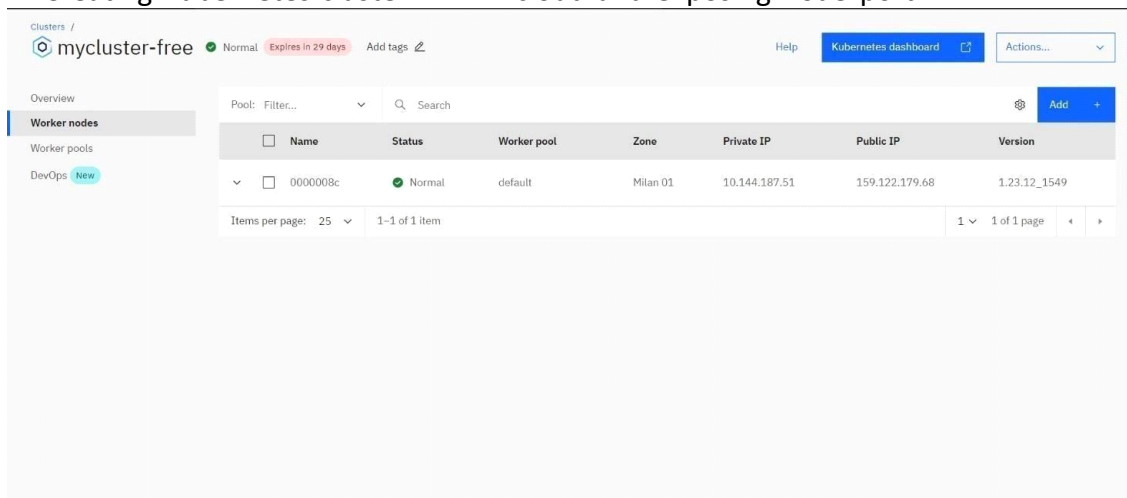 Clusters /
mycluster-free Normal Expires in 29 days Add tags Help Kubernetes dashboard Actions...
Overview
Worker nodes
Worker pools
DevOps New
Pool: Filter... Search Add +
Name Status Worker pool Zone Private IP Public IP Version
0000008c Normal default Milan 01 10.144.187.51 159.122.179.68 1.23.12_1549
Items per page: 25 1–1 of 1 item 1 1 of 1 page